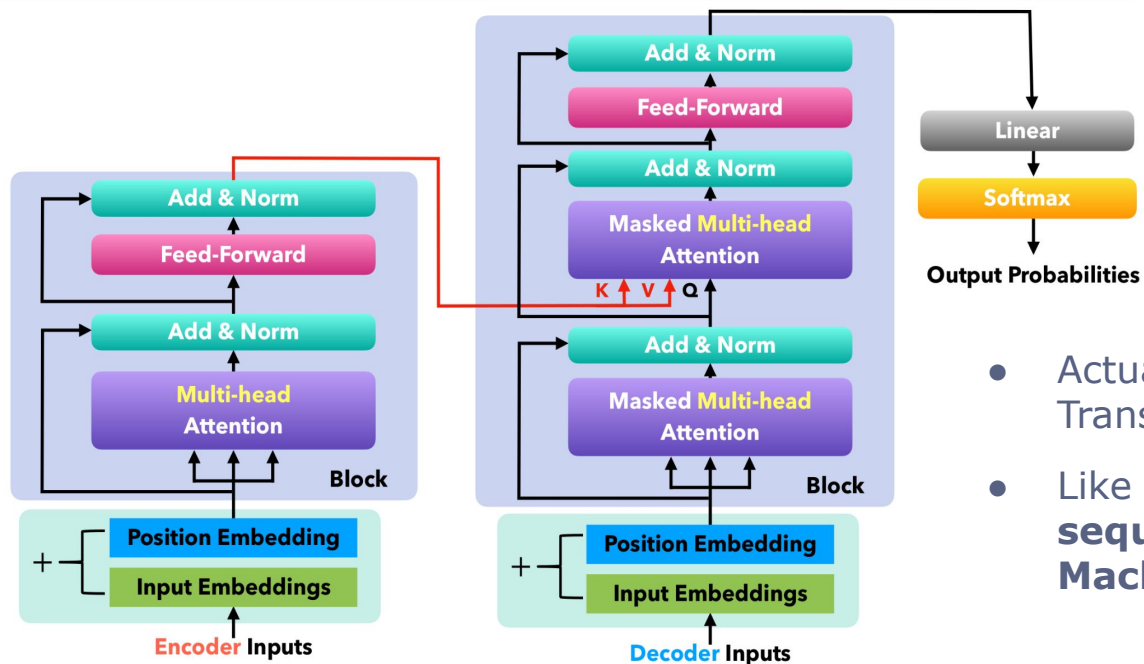 Add & Norm
Feed-Forward
Add & Norm
Multi-head
Attention
Block
Position Embedding
+
Input Embeddings
Encoder Inputs
Add & Norm
Feed-Forward
Add & Norm
Masked Multi-head
Attention
K V Q
Add & Norm
Masked Multi-head
Attention
Block
Position Embedding
+
Input Embeddings
Decoder Inputs
Linear
Softmax
Output Probabilities
● Actua
Trans
● Like
sequ
Mach